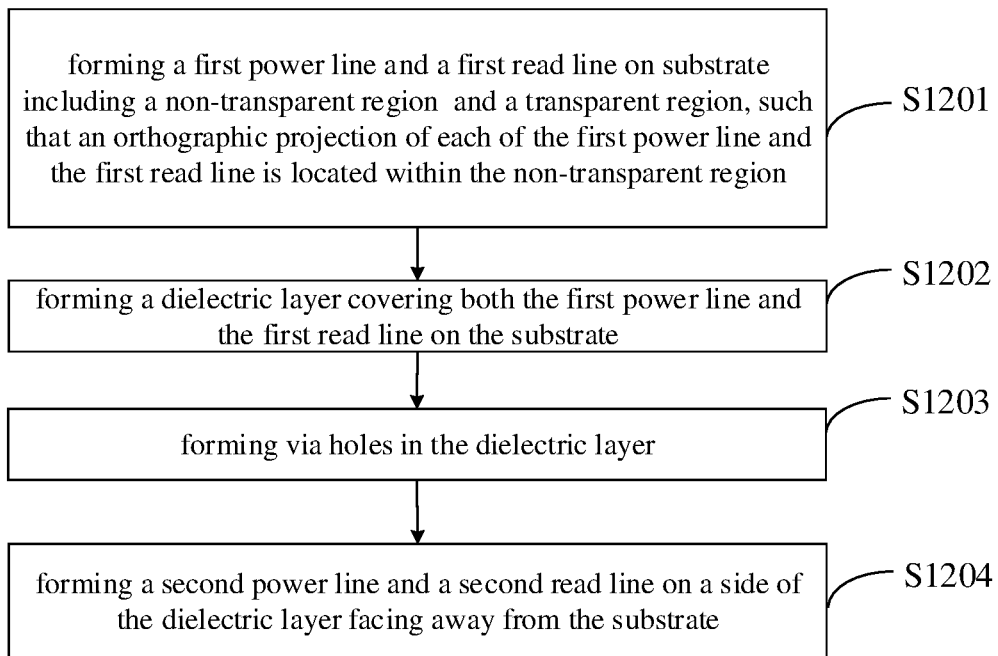 forming a first power line and a first read line on substrate
including a non-transparent region and a transparent region, such
that an orthographic projection of each of the first power line and
the first read line is located within the non-transparent region
S1201
forming a dielectric layer covering both the first power line and
the first read line on the substrate
S1202
forming via holes in the dielectric layer
S1203
forming a second power line and a second read line on a side of
the dielectric layer facing away from the substrate
S1204